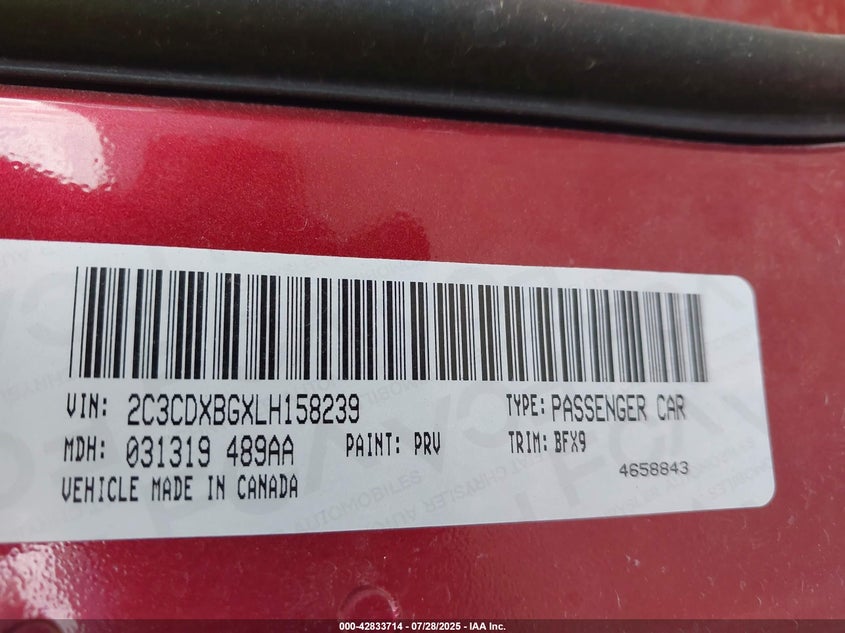 VIN: 2C3CDXBGXLH158239 TYPE: PASSENGER CAR
MDH: 031319 489AA PAINT: PRV TRIM: BFX9
4658843
VEHICLE MADE IN CANADA
000-42833714 - 07/28/2025 - IAA Inc.